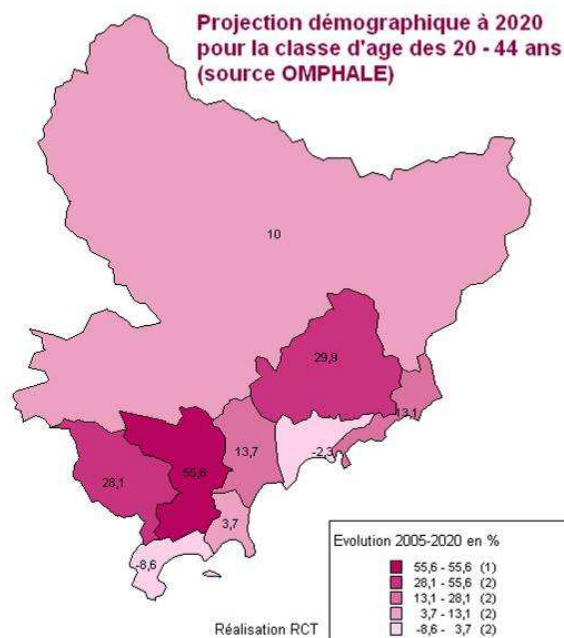 Projection démographique à 2020
pour la classe d'age des 20 - 44 ans
(source OMPHALE)
10
29,9
13,1
13,7
-2,3
55,6
28,1
3,7
-8,6
Evolution 2005-2020 en %
55,6 - 55,6 (1)
28,1 - 55,6 (2)
13,1 - 28,1 (2)
3,7 - 13,1 (2)
-8,6 - 3,7 (2)
Réalisation RCT